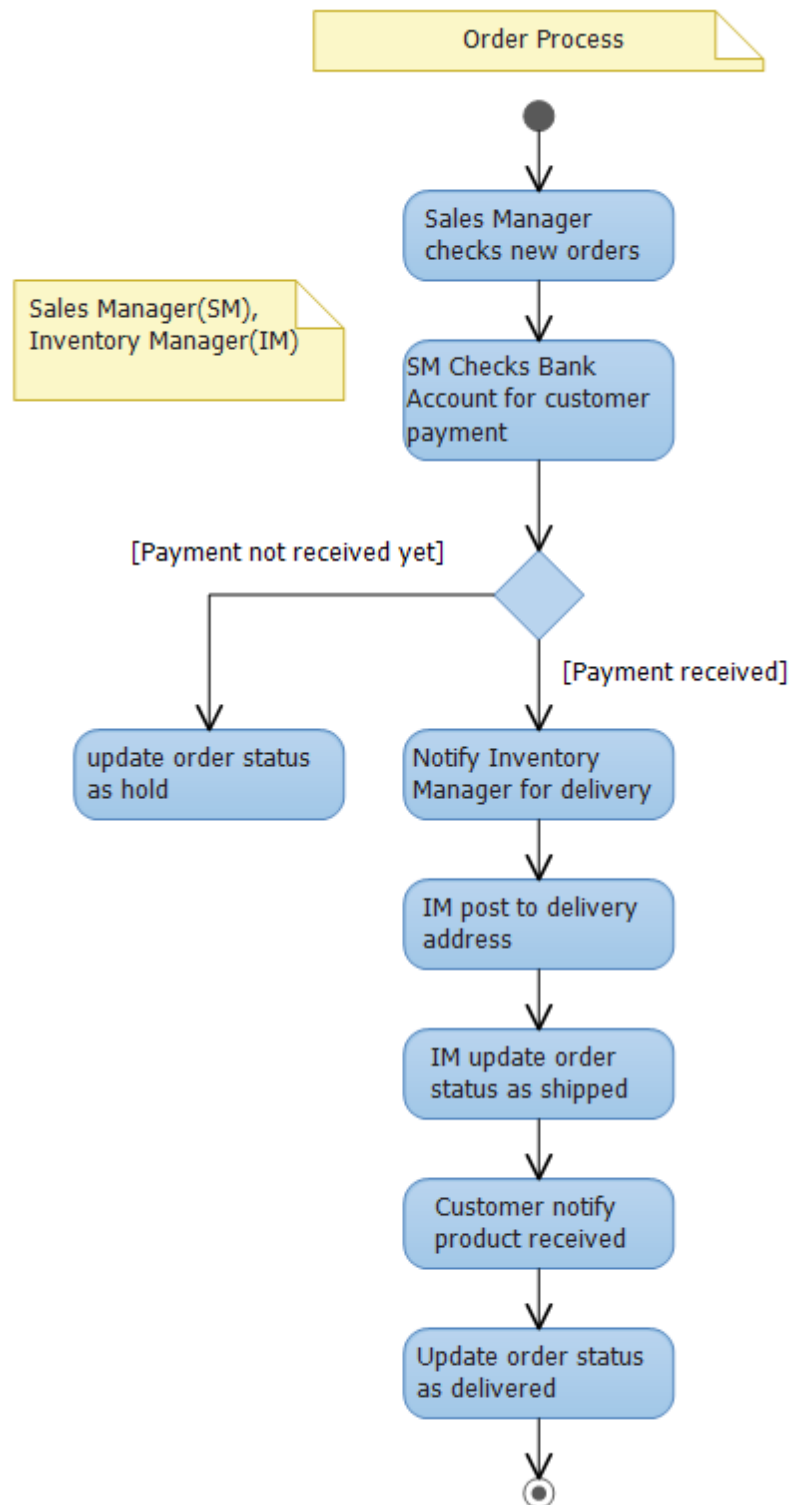 Order Process
Sales Manager
checks new orders
Sales Manager(SM),
Inventory Manager(IM)
SM Checks Bank
Account for customer
payment
[Payment not received yet]
[Payment received]
update order status
as hold
Notify Inventory
Manager for delivery
IM post to delivery
address
IM update order
status as shipped
Customer notify
product received
Update order status
as delivered